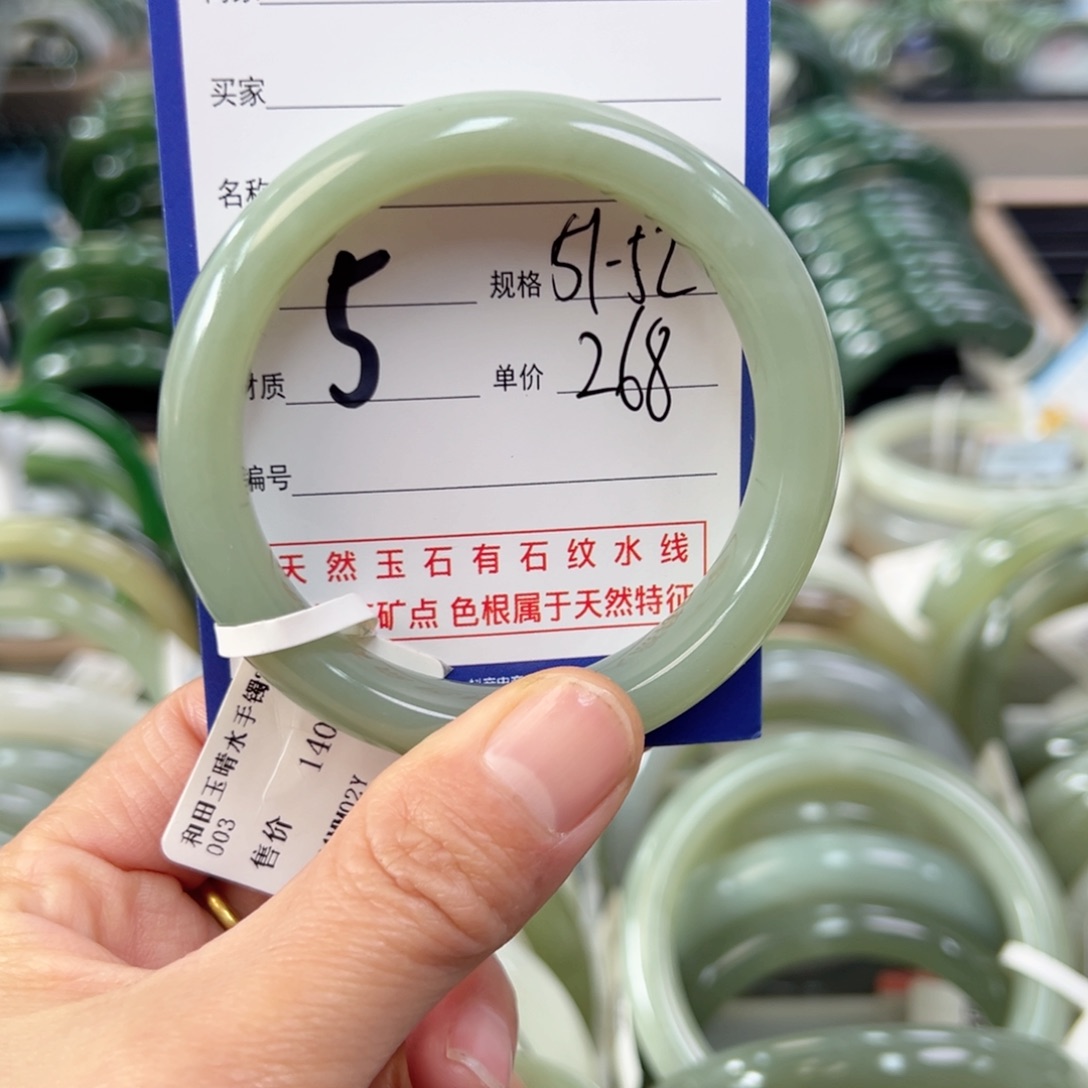 买家
名称
5
规格 51-52
材质
单价 268
编号
天然玉石有石纹水线
矿点 色根属于天然特征
和田玉晴水手镯
003
售价 140